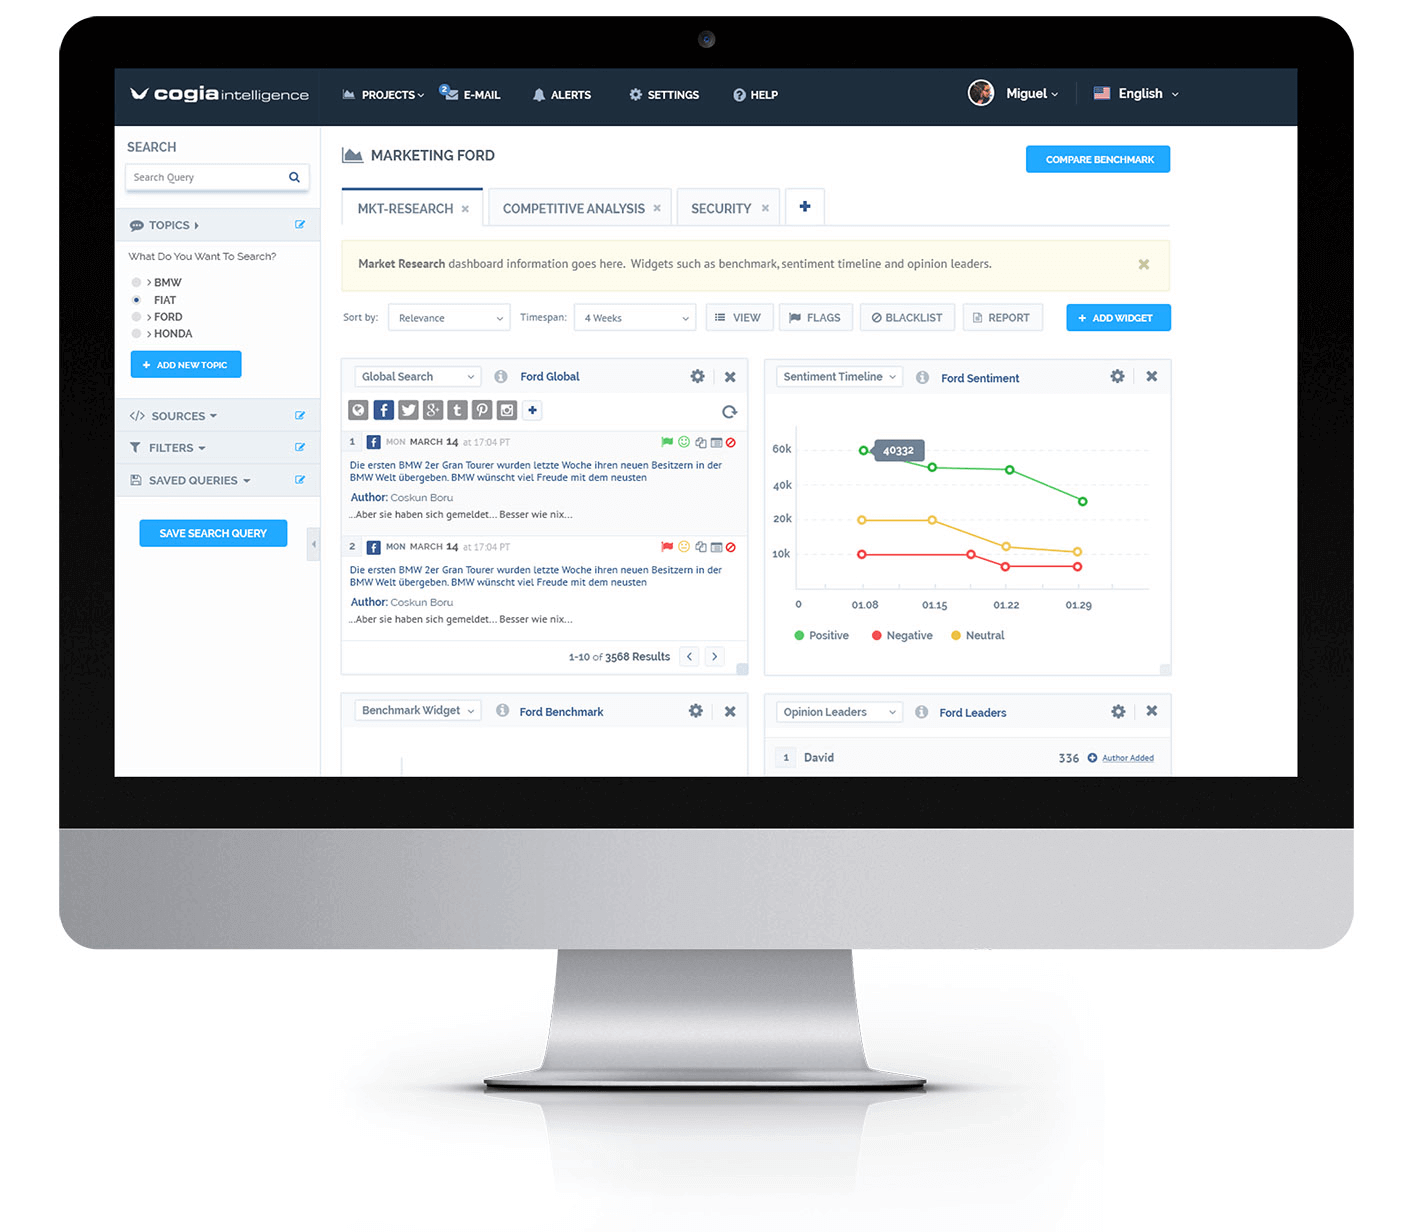 cogia intelligence
PROJECTS
2
E-MAIL
ALERTS
SETTINGS
HELP
Miguel
English
SEARCH
Search Query
TOPICS
What Do You Want To Search?
BMW
FIAT
FORD
HONDA
+ ADD NEW TOPIC
</> SOURCES
FILTERS
SAVED QUERIES
SAVE SEARCH QUERY
MARKETING FORD
COMPARE BENCHMARK
MKT-RESEARCH
COMPETITIVE ANALYSIS
SECURITY
Market Research dashboard information goes here. Widgets such as benchmark, sentiment timeline and opinion leaders.
Sort by:
Relevance
Timespan:
4 Weeks
VIEW
FLAGS
BLACKLIST
REPORT
+ ADD WIDGET
Global Search
Ford Global
1 f MON MARCH 14 at 17:04 PT
Die ersten BMW 2er Gran Tourer wurden letzte Woche ihren neuen Besitzern in der
BMW Welt übergeben. BMW wünscht viel Freude mit dem neusten
Author: Coskun Boru
...Aber sie haben sich gemeldet... Besser wie nix...
2 f MON MARCH 14 at 17:04 PT
Die ersten BMW 2er Gran Tourer wurden letzte Woche ihren neuen Besitzern in der
BMW Welt übergeben. BMW wünscht viel Freude mit dem neusten
Author: Coskun Boru
...Aber sie haben sich gemeldet... Besser wie nix...
1-10 of 3568 Results
Sentiment Timeline
Ford Sentiment
60k
40332
40k
20k
10k
0
01.08
01.15
01.22
01.29
Positive
Negative
Neutral
Benchmark Widget
Ford Benchmark
Opinion Leaders
Ford Leaders
1 David
336
Author Added